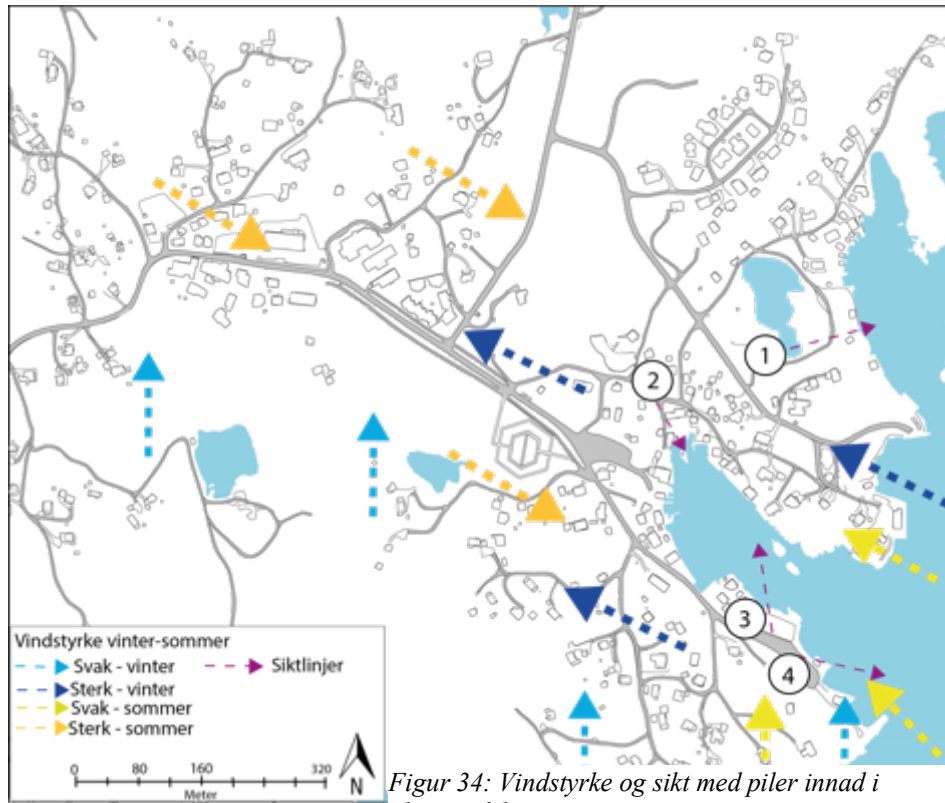 1
2
3
4
Vindstyrke vinter-sommer
Svak - vinter
Siktlinjer
Sterk - vinter
Svak - sommer
Sterk - sommer
0 80 160 320
Meter
N
Figur 34: Vindstyrke og sikt med piler innad i